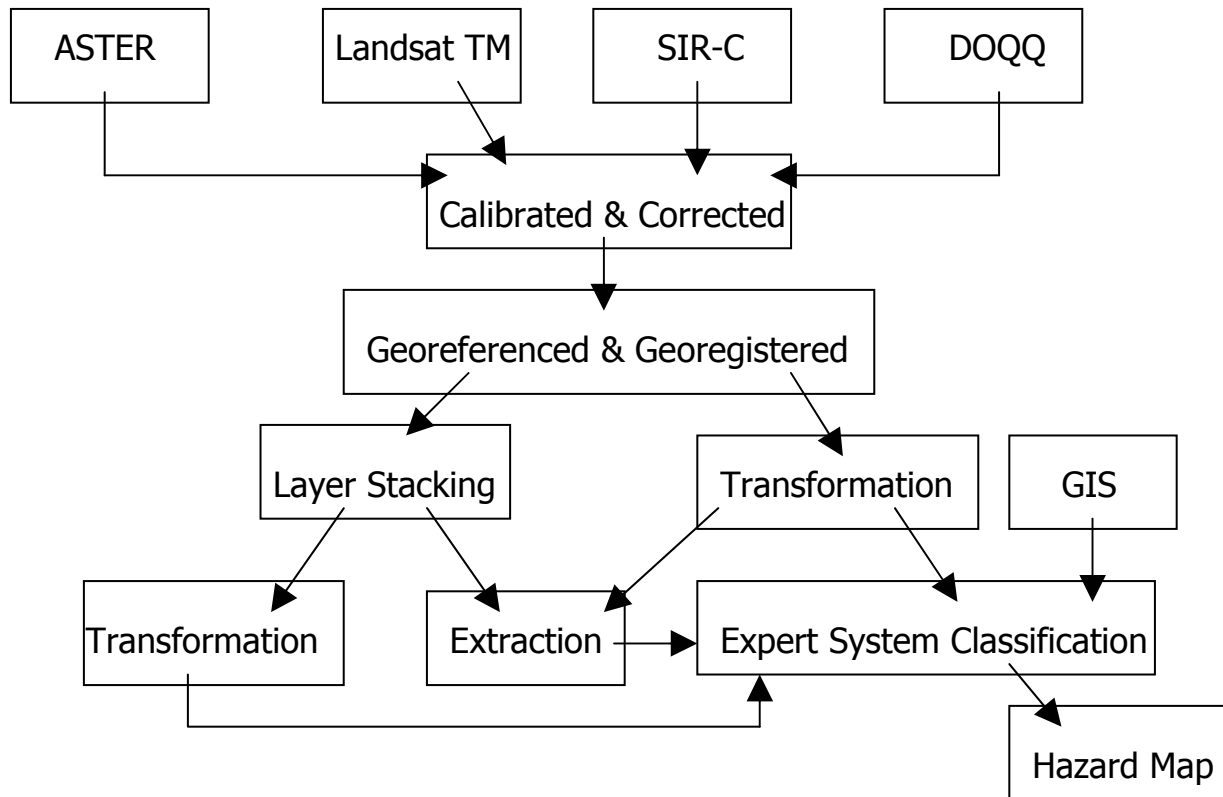 ASTER
Landsat TM
SIR-C
DOQQ
Calibrated & Corrected
Georeferenced & Georegistered
Layer Stacking
Transformation
GIS
Transformation
Extraction
Expert System Classification
Hazard Map